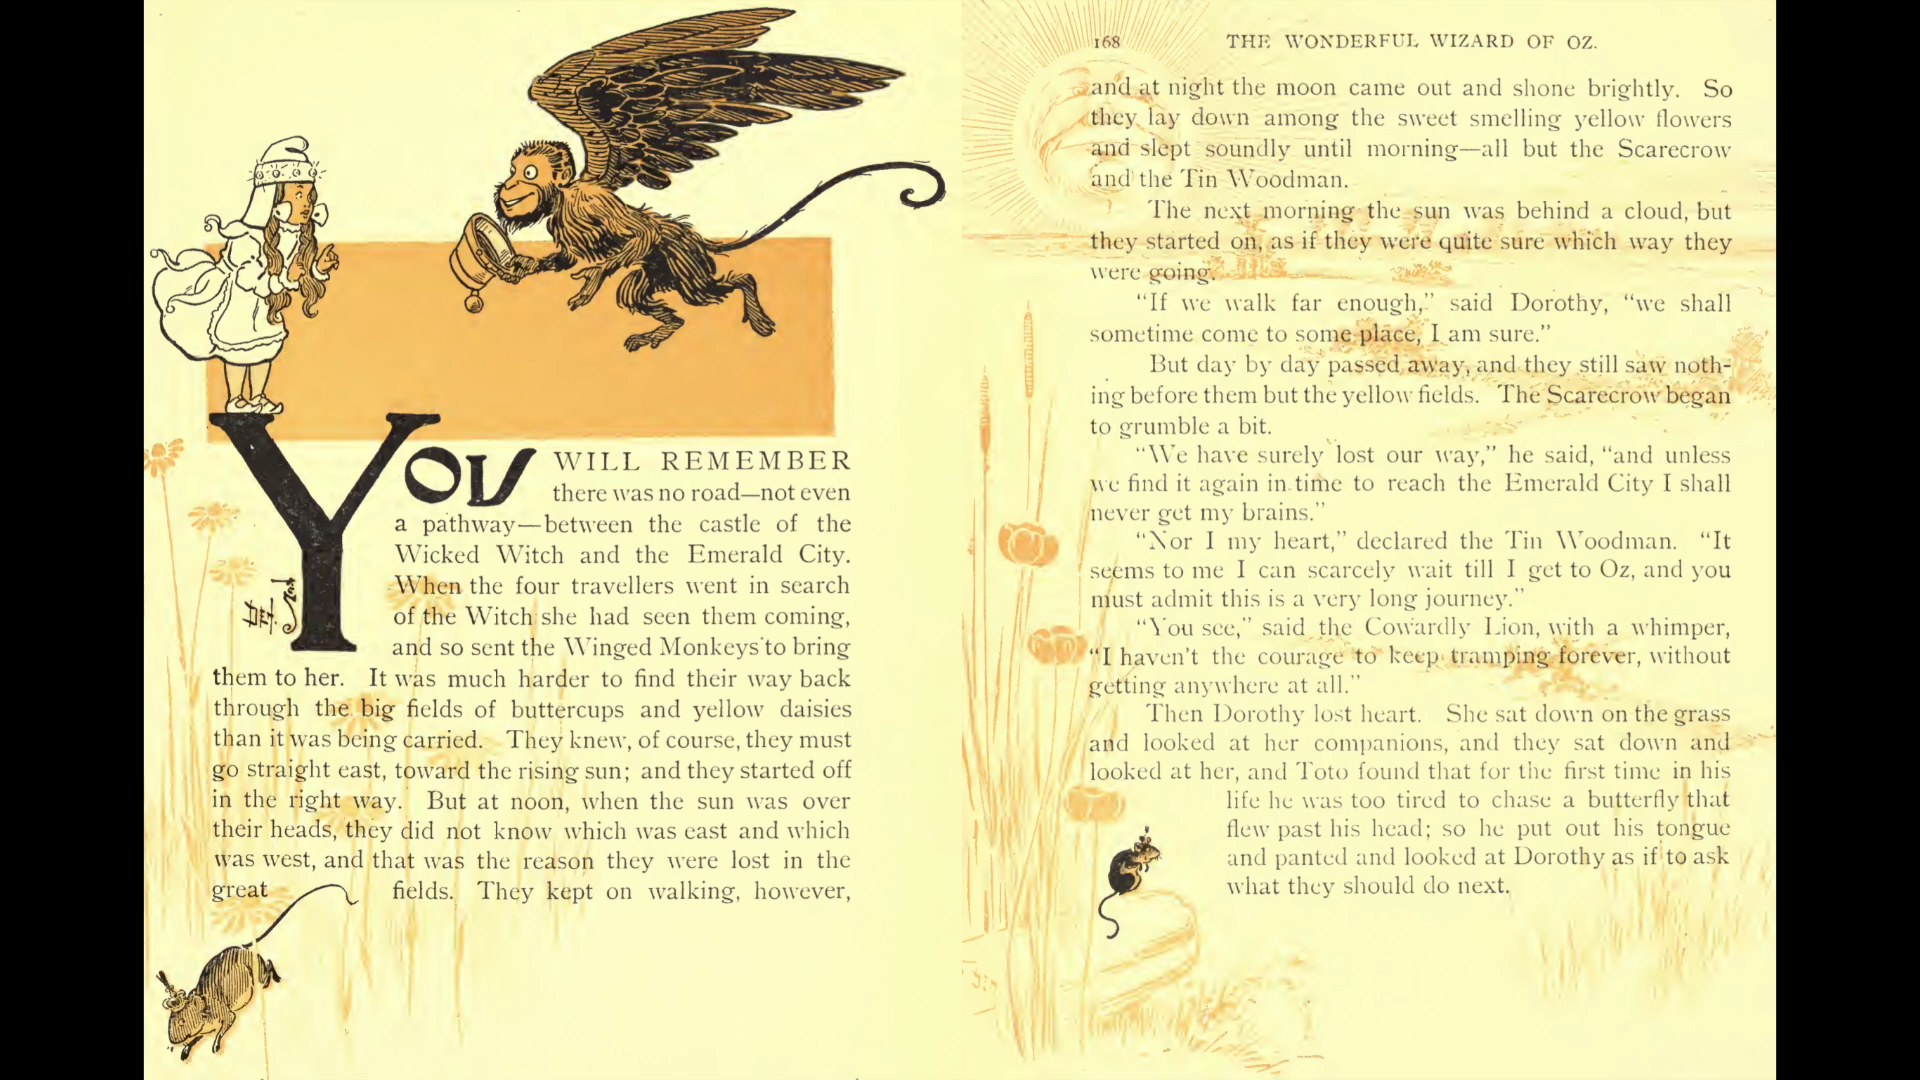 YOU WILL REMEMBER
there was no road—not even
a pathway—between the castle of the
Wicked Witch and the Emerald City.
When the four travellers went in search
of the Witch she had seen them coming,
and so sent the Winged Monkeys to bring
them to her. It was much harder to find their way back
through the big fields of buttercups and yellow daisies
than it was being carried. They knew, of course, they must
go straight east, toward the rising sun; and they started off
in the right way. But at noon, when the sun was over
their heads, they did not know which was east and which
was west, and that was the reason they were lost in the
great fields. They kept on walking, however,
168 THE WONDERFUL WIZARD OF OZ.
and at night the moon came out and shone brightly. So
they lay down among the sweet smelling yellow flowers
and slept soundly until morning—all but the Scarecrow
and the Tin Woodman.
The next morning the sun was behind a cloud, but
they started on, as if they were quite sure which way they
were going.
“If we walk far enough,” said Dorothy, “we shall
sometime come to some place, I am sure.”
But day by day passed away, and they still saw noth-
ing before them but the yellow fields. The Scarecrow began
to grumble a bit.
“We have surely lost our way,” he said, “and unless
we find it again in time to reach the Emerald City I shall
never get my brains.”
“Nor I my heart,” declared the Tin Woodman. “It
seems to me I can scarcely wait till I get to Oz, and you
must admit this is a very long journey.”
“You see,” said the Cowardly Lion, with a whimper,
“I haven't the courage to keep tramping forever, without
getting anywhere at all.”
Then Dorothy lost heart. She sat down on the grass
and looked at her companions, and they sat down and
looked at her, and Toto found that for the first time in his
life he was too tired to chase a butterfly that
flew past his head; so he put out his tongue
and panted and looked at Dorothy as if to ask
what they should do next.